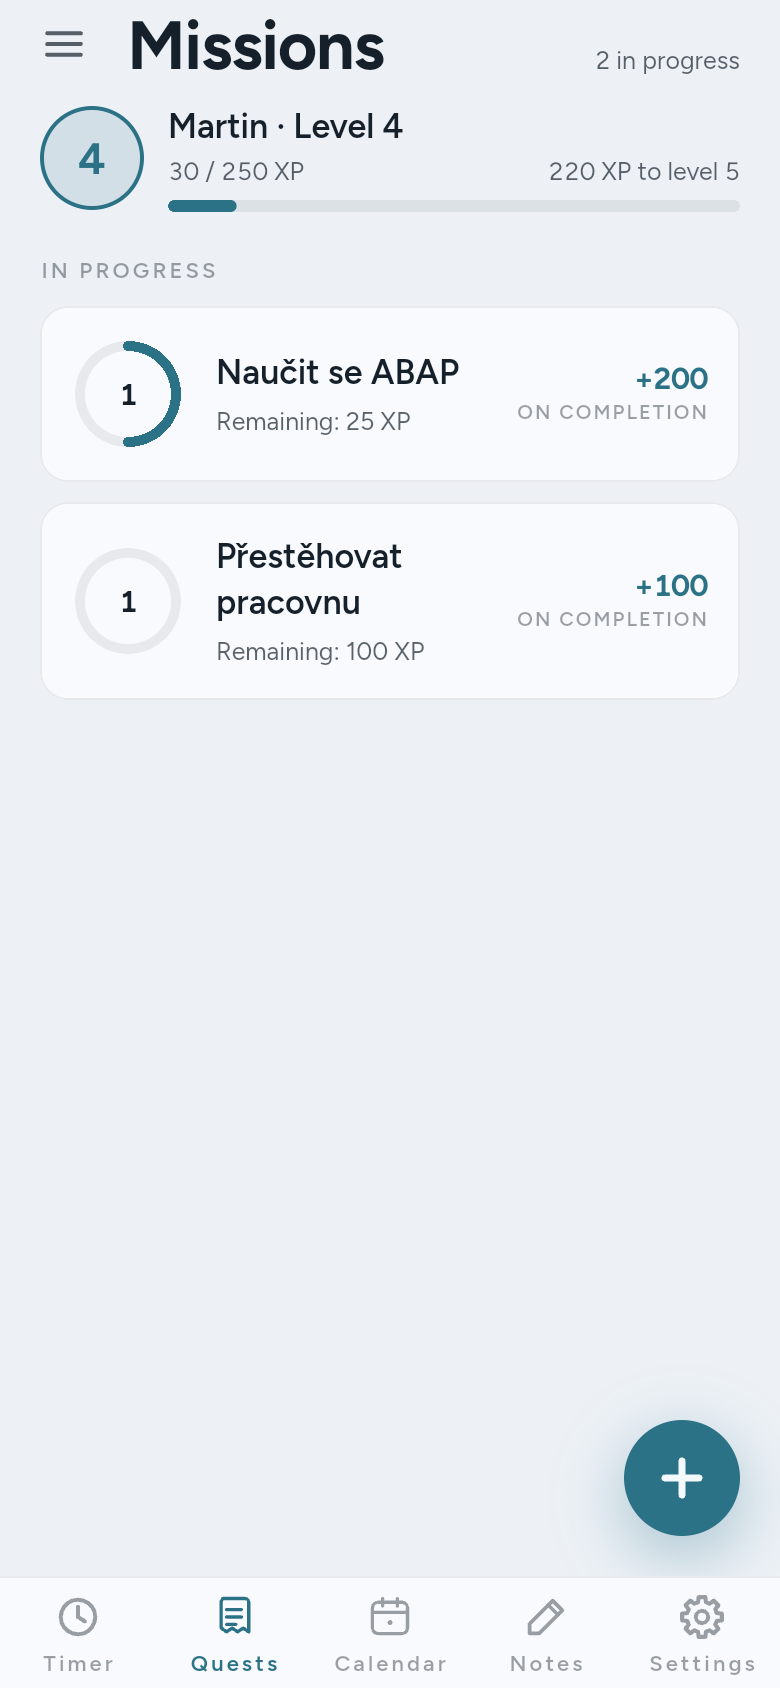 Missions
2 in progress
4
Martin · Level 4
30 / 250 XP
220 XP to level 5
IN PROGRESS
1
Naučit se ABAP
Remaining: 25 XP
+200
ON COMPLETION
1
Přestěhovat
pracovnu
Remaining: 100 XP
+100
ON COMPLETION
Timer
Quests
Calendar
Notes
Settings